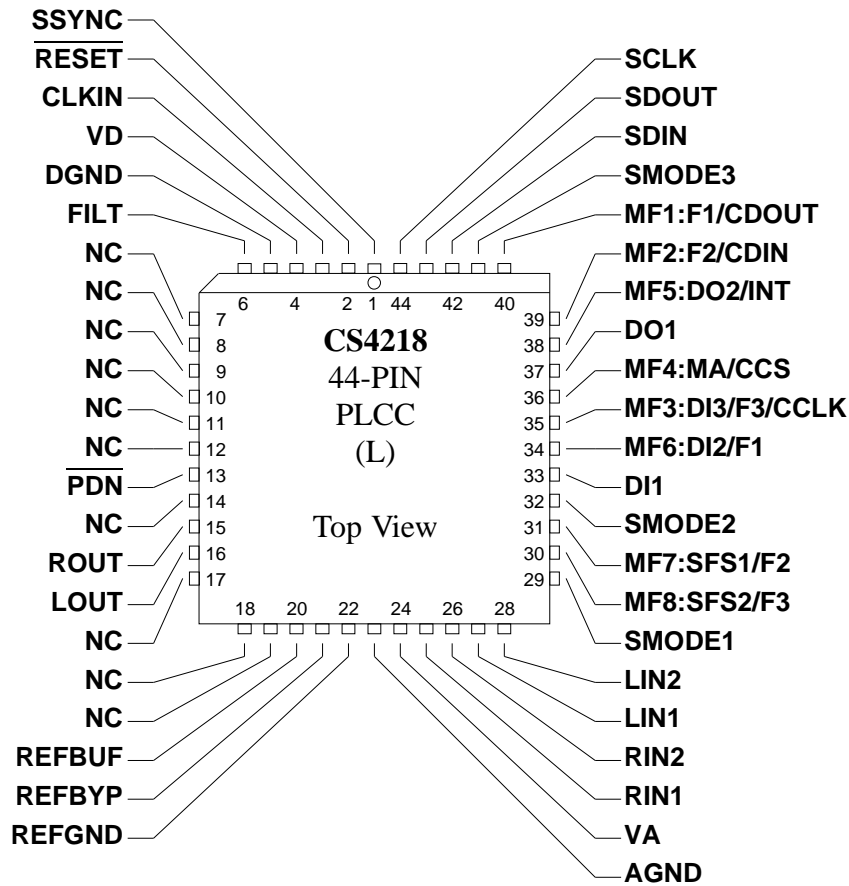 SSYNC
RESET
CLKIN
VD
DGND
FILT
NC
NC
NC
NC
NC
NC
PDN
NC
ROUT
LOUT
NC
NC
NC
REFBUF
REFBYP
REFGND
SCLK
SDOUT
SDIN
SMODE3
MF1:F1/CDOUT
MF2:F2/CDIN
MF5:DO2/INT
DO1
MF4:MA/CCS
MF3:DI3/F3/CCLK
MF6:DI2/F1
DI1
SMODE2
MF7:SFS1/F2
MF8:SFS2/F3
SMODE1
LIN2
LIN1
RIN2
RIN1
VA
AGND
6 4 2 1 44 42 40
7
8
9
10
11
12
13
14
15
16
17
CS4218
44-PIN
PLCC
(L)
Top View
39
38
37
36
35
34
33
32
31
30
29
18 20 22 24 26 28